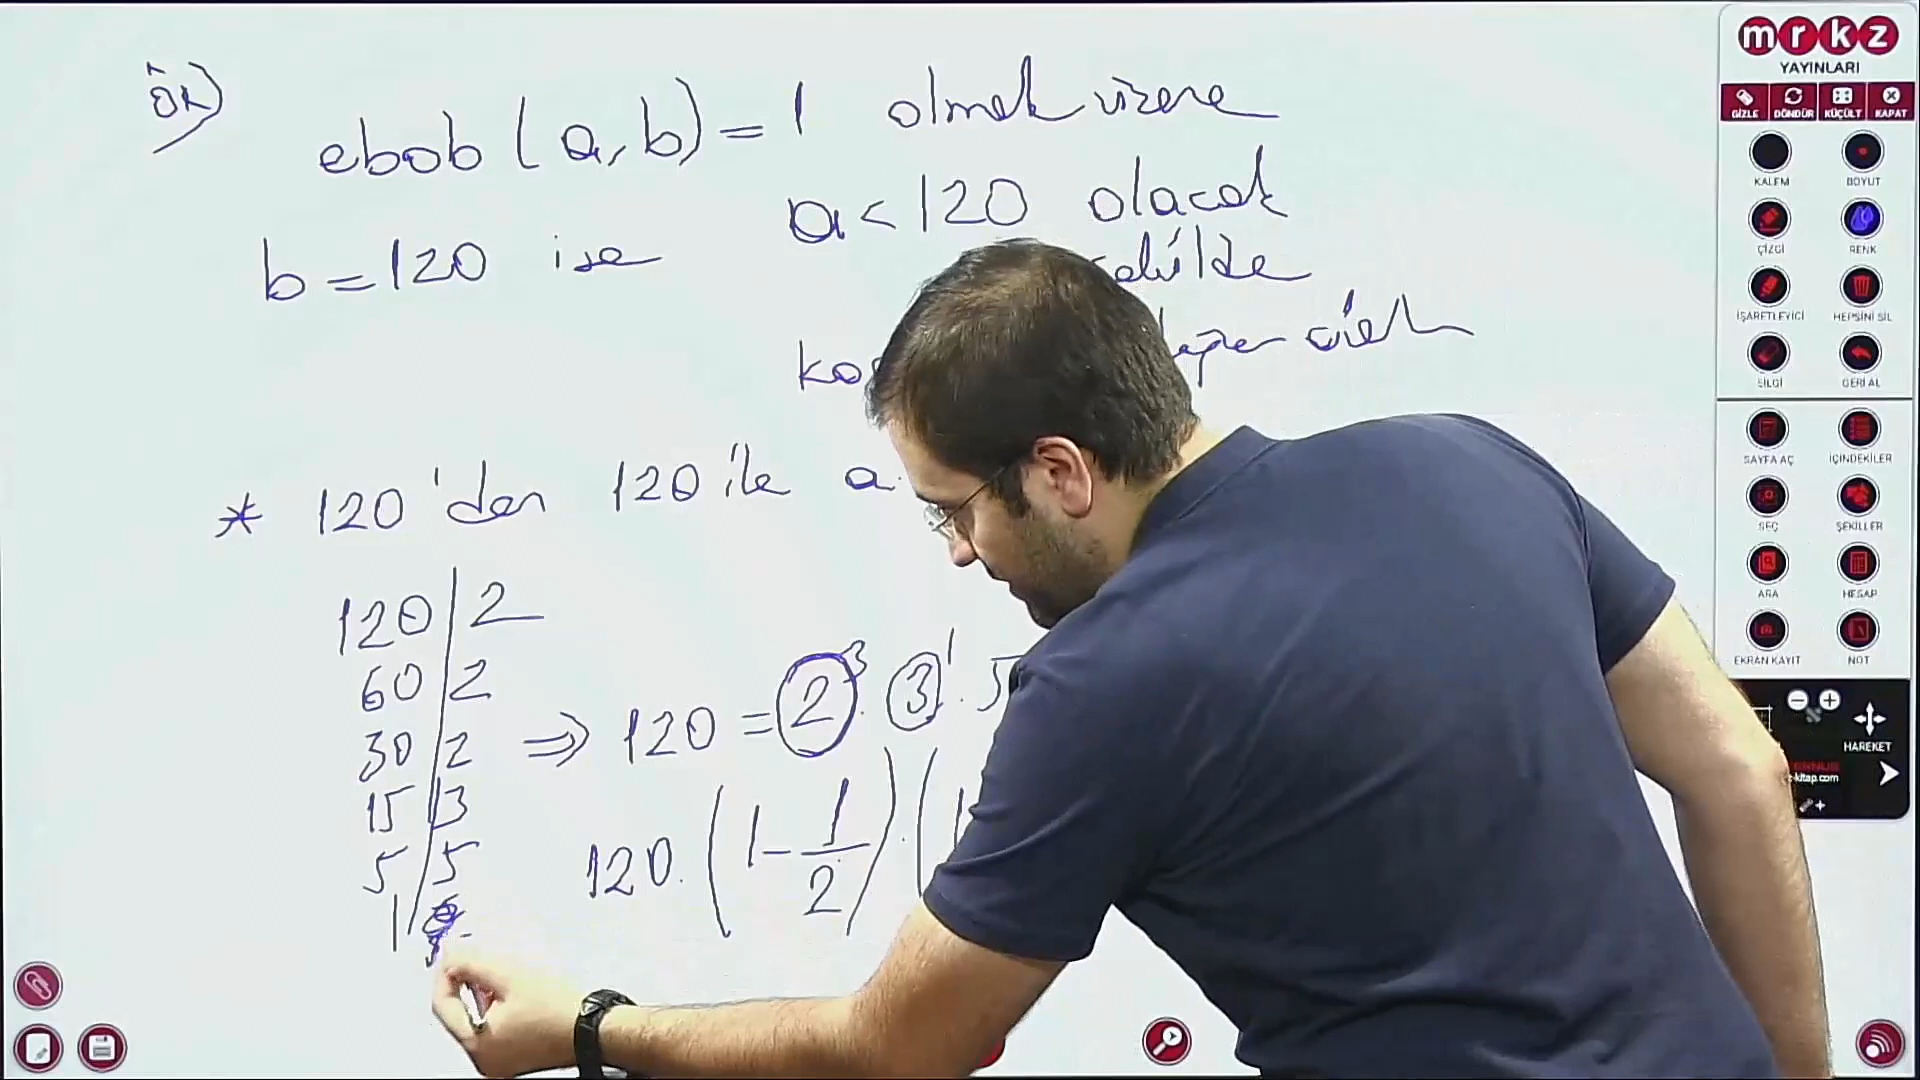 ÖR)
ebob (a, b) = 1 olmak üzere
b = 120 ise a < 120 olacak
* 120'den 120 ile a
120 | 2
60 | 2
30 | 2
15 | 3
5 | 5
1
⇒ 120 = 2³ . 3¹ . 5
120 . (1 - 1/2) . (1
mrkz
YAYINLARI
GİZLE DÖNDÜR KÜÇÜLT KAPAT
KALEM BOYUT
ÇİZGİ RENK
İŞARETLEYİCİ HEPSİNİ SİL
SİLGİ GERİ AL
SAYFA AÇ İÇİNDEKİLER
SEÇ ŞEKİLLER
ARA HESAP
EKRAN KAYIT NOT
HAREKET